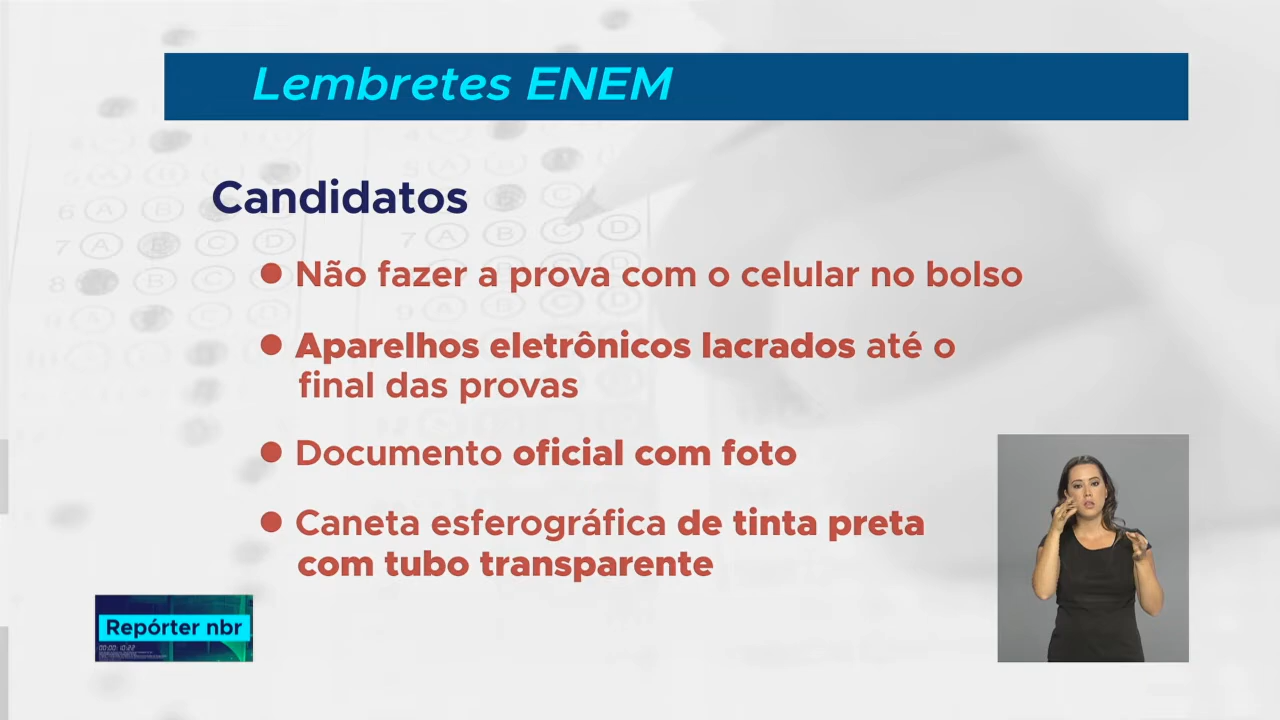 Lembretes ENEM
Candidatos
● Não fazer a prova com o celular no bolso
● Aparelhos eletrônicos lacrados até o
final das provas
● Documento oficial com foto
● Caneta esferográfica de tinta preta
com tubo transparente
Repórter nbr